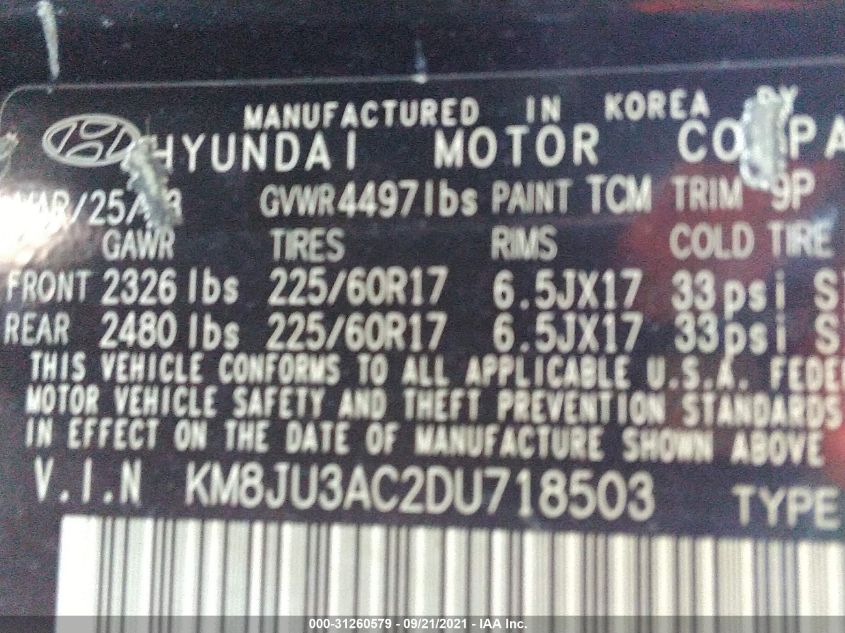 MANUFACTURED IN KOREA BY
HYUNDAI MOTOR
MAR/25/ GVWR 4497 lbs PAINT TCM TRIM 9P
GAWR TIRES RIMS COLD TIRE
FRONT 2326 lbs 225/60R17 6.5JX17 33psi
REAR 2480 lbs 225/60R17 6.5JX17 33psi
THIS VEHICLE CONFORMS TO ALL APPLICABLE U.S.A.
MOTOR VEHICLE SAFETY AND THEFT PREVENTION STANDARDS
IN EFFECT ON THE DATE OF MANUFACTURE SHOWN ABOVE
V.I.N KM8JU3AC2DU718503 TYPE
000-31260579 — 09/21/2021 — IAA Inc.